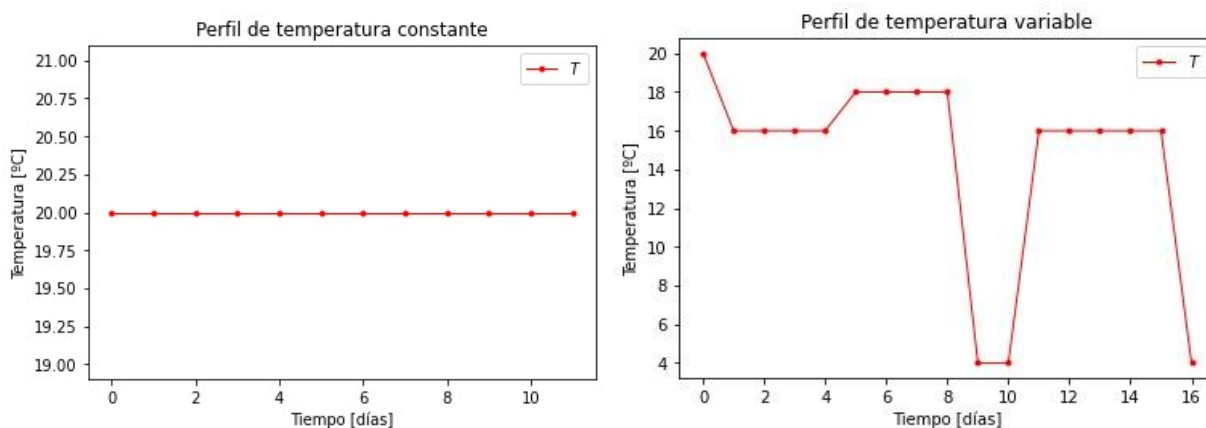 Perfil de temperatura constante
T
21.00
20.75
20.50
20.25
20.00
19.75
19.50
19.25
19.00
Temperatura [ºC]
0 2 4 6 8 10
Tiempo [días]
Perfil de temperatura variable
T
20
18
16
14
12
10
8
6
4
Temperatura [ºC]
0 2 4 6 8 10 12 14 16
Tiempo [días]